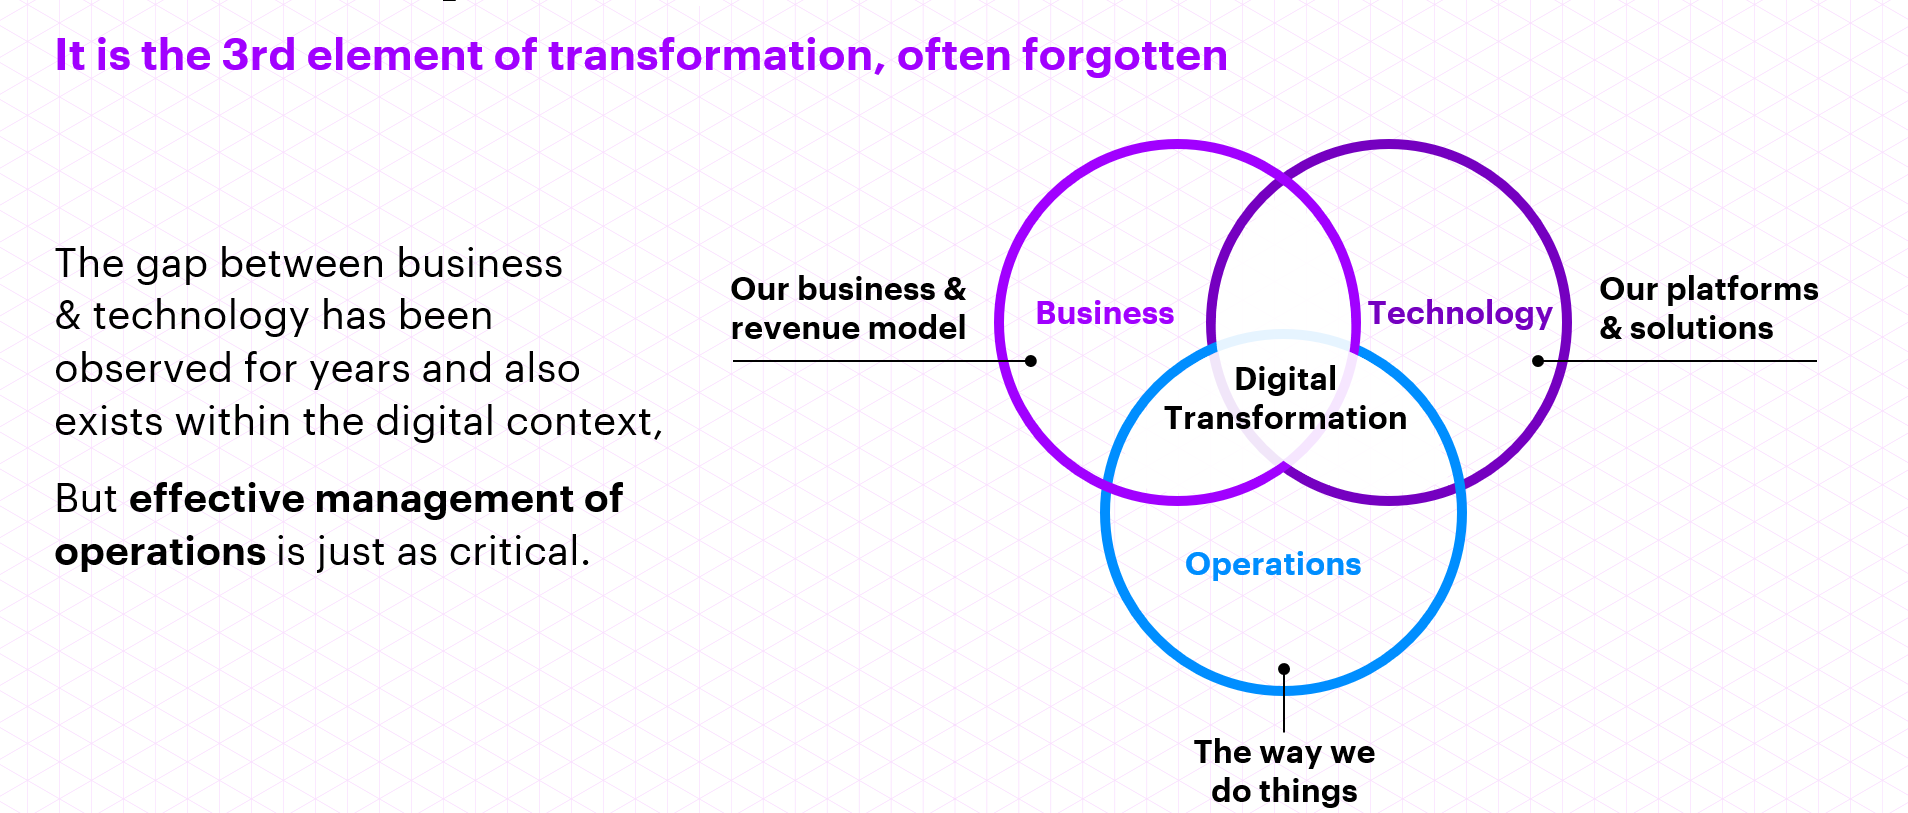 It is the 3rd element of transformation, often forgotten
The gap between business
& technology has been
observed for years and also
exists within the digital context,
But effective management of
operations is just as critical.
Our business &
revenue model
Business
Technology
Our platforms
& solutions
Digital
Transformation
Operations
The way we
do things